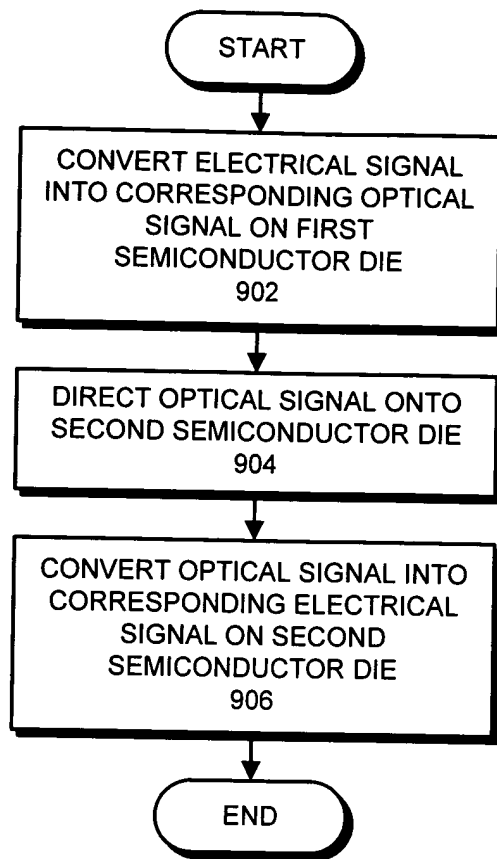 START
CONVERT ELECTRICAL SIGNAL
INTO CORRESPONDING OPTICAL
SIGNAL ON FIRST
SEMICONDUCTOR DIE
902
DIRECT OPTICAL SIGNAL ONTO
SECOND SEMICONDUCTOR DIE
904
CONVERT OPTICAL SIGNAL INTO
CORRESPONDING ELECTRICAL
SIGNAL ON SECOND
SEMICONDUCTOR DIE
906
END